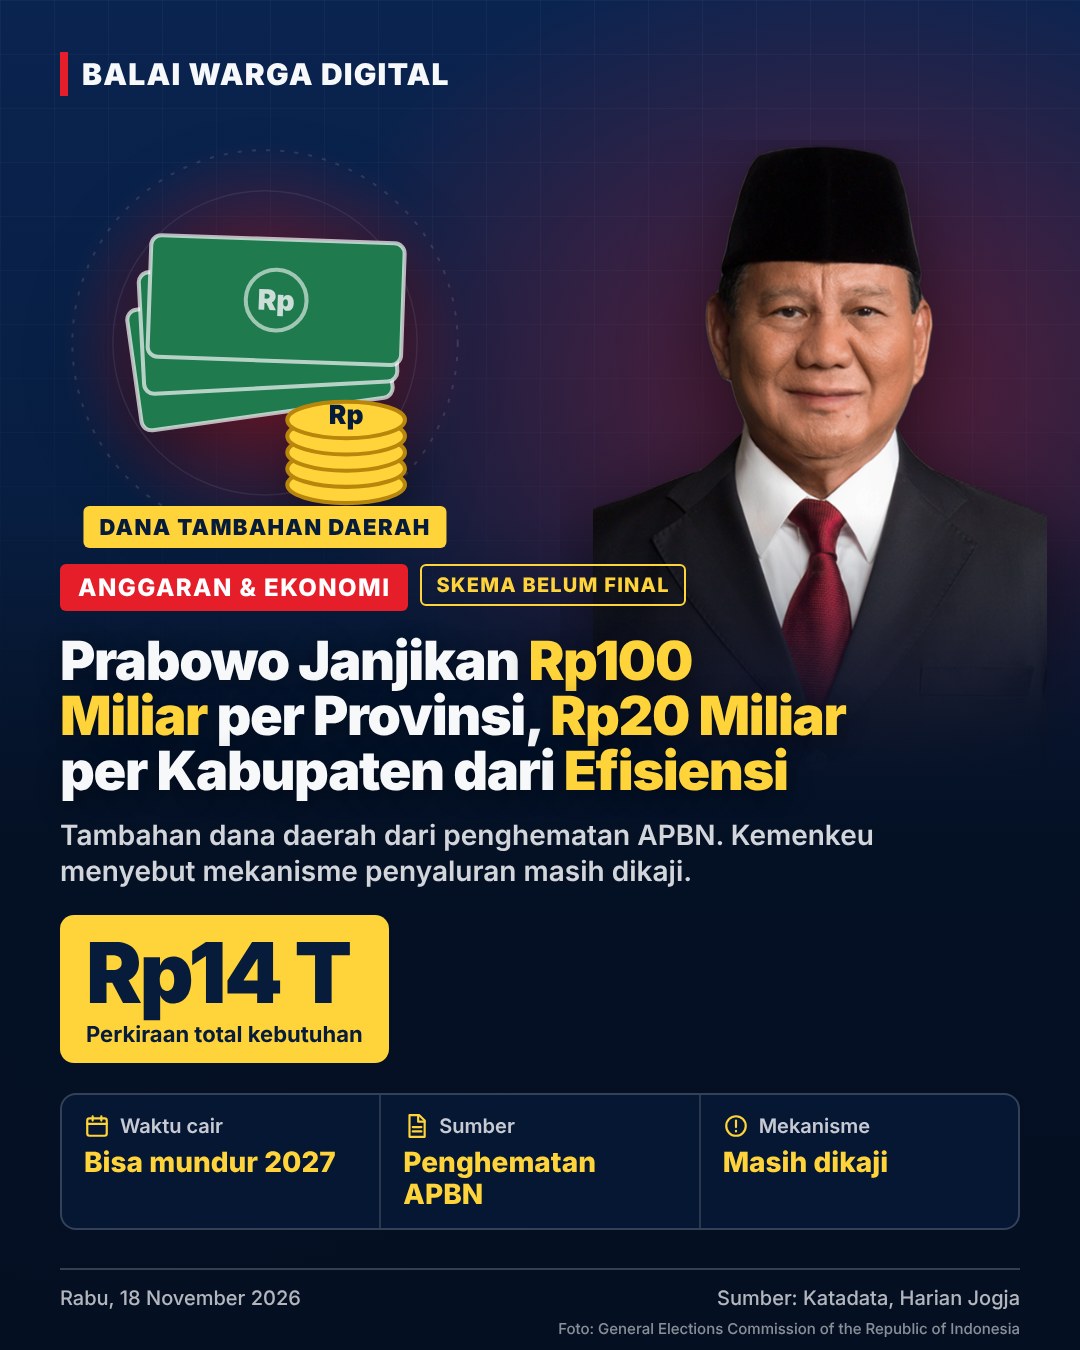 BALAI WARGA DIGITAL
Rp
Rp
DANA TAMBAHAN DAERAH
ANGGARAN & EKONOMI
SKEMA BELUM FINAL
Prabowo Janjikan Rp100
Miliar per Provinsi, Rp20 Miliar
per Kabupaten dari Efisiensi
Tambahan dana daerah dari penghematan APBN. Kemenkeu
menyebut mekanisme penyaluran masih dikaji.
Rp14 T
Perkiraan total kebutuhan
Waktu cair
Bisa mundur 2027
Sumber
Penghematan
APBN
Mekanisme
Masih dikaji
Rabu, 18 November 2026
Sumber: Katadata, Harian Jogja
Foto: General Elections Commission of the Republic of Indonesia